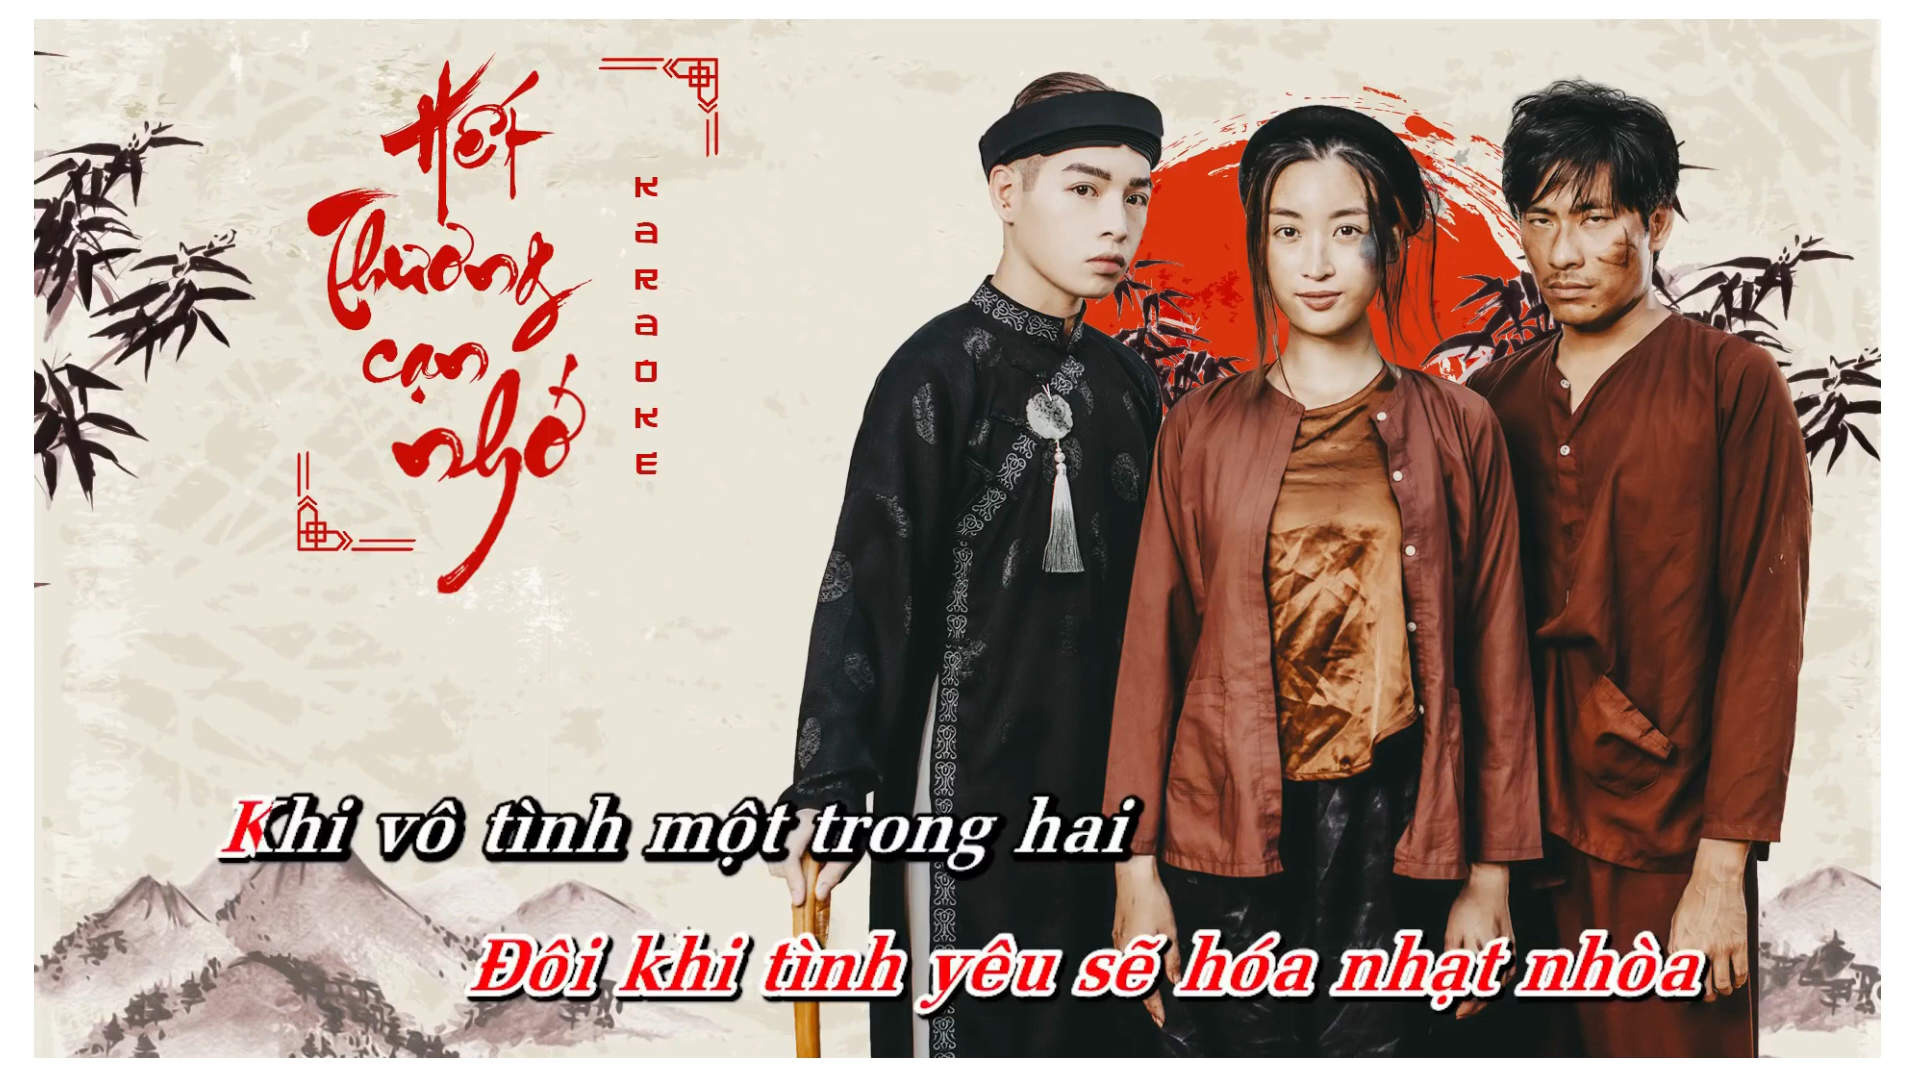 Hết
Thương
cạn
nhớ
KARAOKE
Khi vô tình một trong hai
Đôi khi tình yêu sẽ hóa nhạt nhòa